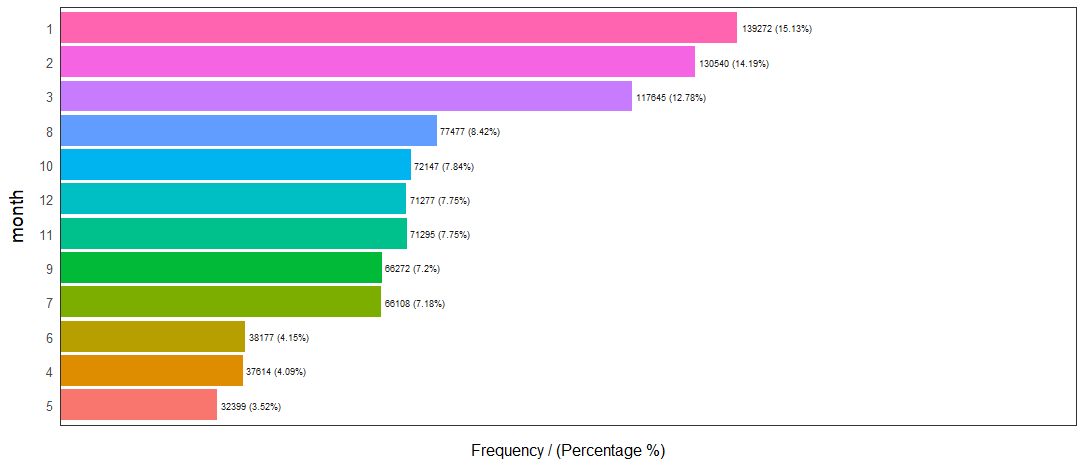 1 139272 (15.13%)
2 130540 (14.19%)
3 117645 (12.78%)
8 77477 (8.42%)
10 72147 (7.84%)
12 71277 (7.75%)
11 71295 (7.75%)
9 66272 (7.2%)
7 66108 (7.18%)
6 38177 (4.15%)
4 37614 (4.09%)
5 32399 (3.52%)
month
Frequency / (Percentage %)